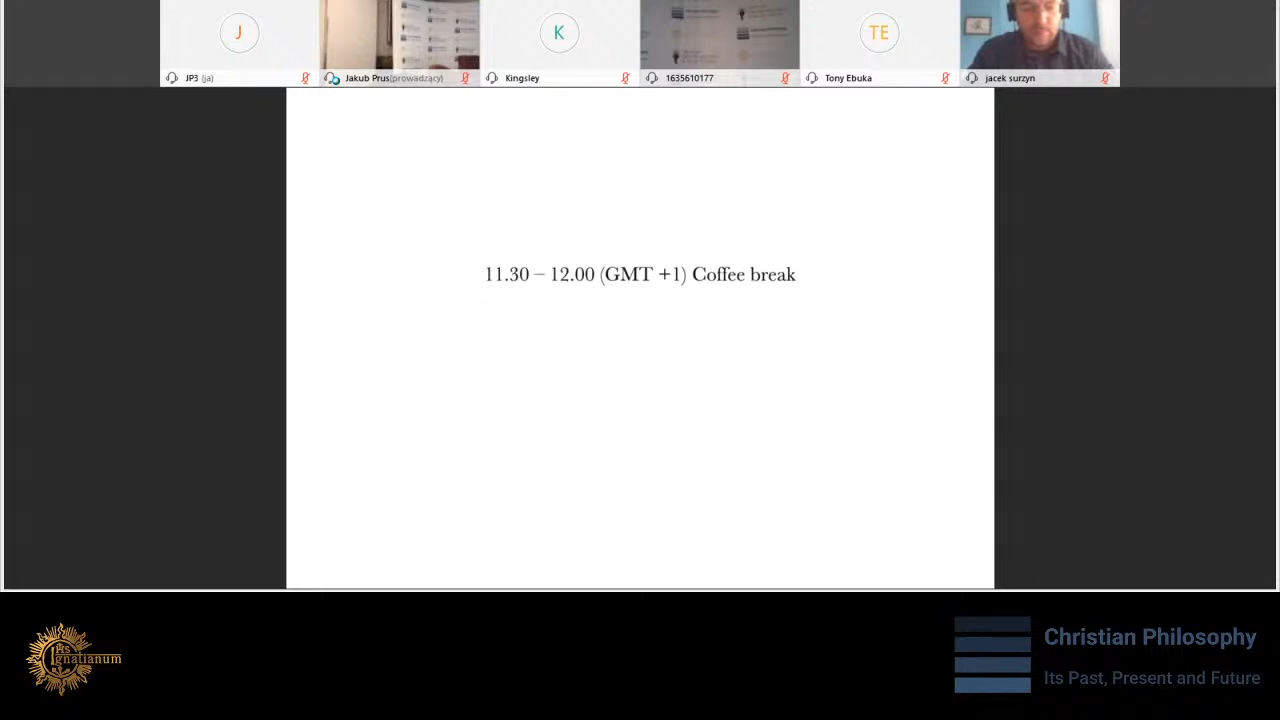 J
K
TE
JP3 (ja)
Jakub Prus(prowadzący)
Kingsley
1635610177
Tony Ebuka
jacek surzyn
11.30 – 12.00 (GMT +1) Coffee break
Ignatianum
Christian Philosophy
Its Past, Present and Future